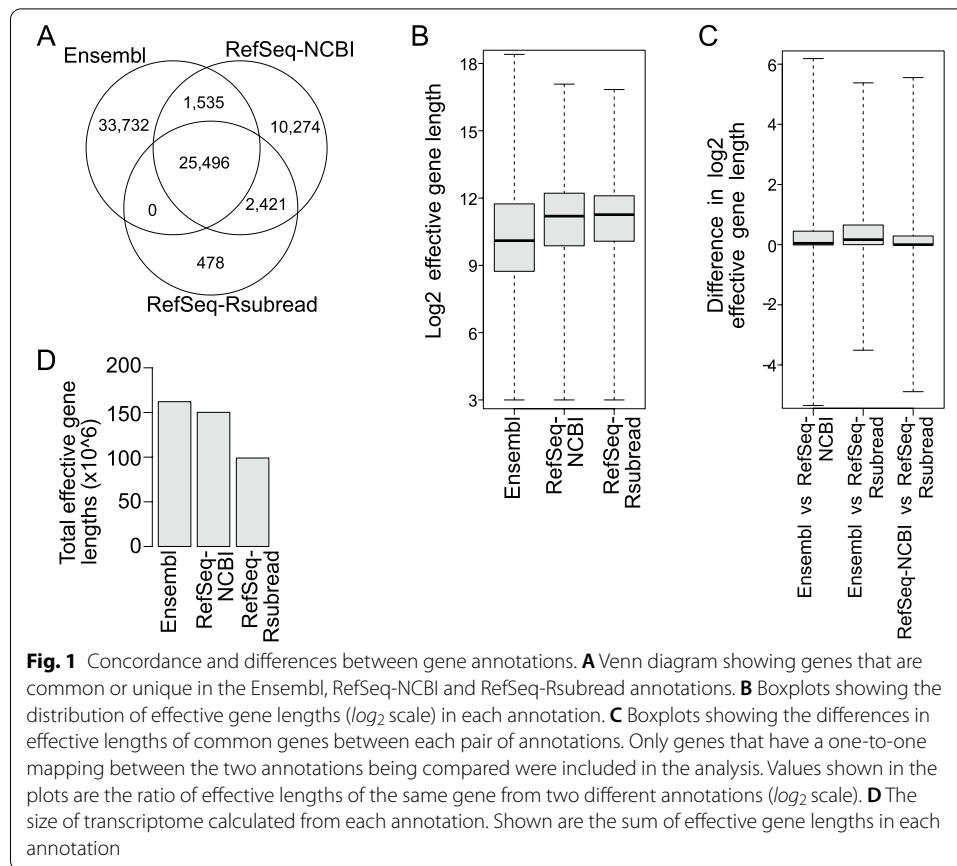 A
Ensembl
RefSeq-NCBI
1,535
33,732
10,274
25,496
0
2,421
478
RefSeq-Rsubread
B
Log2 effective gene length
18
15
12
9
6
3
Ensembl
RefSeq-
NCBI
RefSeq-
Rsubread
C
Difference in log2
effective gene length
6
4
2
0
-2
-4
Ensembl vs RefSeq-
NCBI
Ensembl vs RefSeq-
Rsubread
RefSeq-NCBI vs RefSeq-
Rsubread
D
Total effective gene
lengths (x10^6)
200
150
100
50
0
Ensembl
RefSeq-
NCBI
RefSeq-
Rsubread
Fig. 1 Concordance and differences between gene annotations. A Venn diagram showing genes that are
common or unique in the Ensembl, RefSeq-NCBI and RefSeq-Rsubread annotations. B Boxplots showing the
distribution of effective gene lengths (log2 scale) in each annotation. C Boxplots showing the differences in
effective lengths of common genes between each pair of annotations. Only genes that have a one-to-one
mapping between the two annotations being compared were included in the analysis. Values shown in the
plots are the ratio of effective lengths of the same gene from two different annotations (log2 scale). D The
size of transcriptome calculated from each annotation. Shown are the sum of effective gene lengths in each
annotation